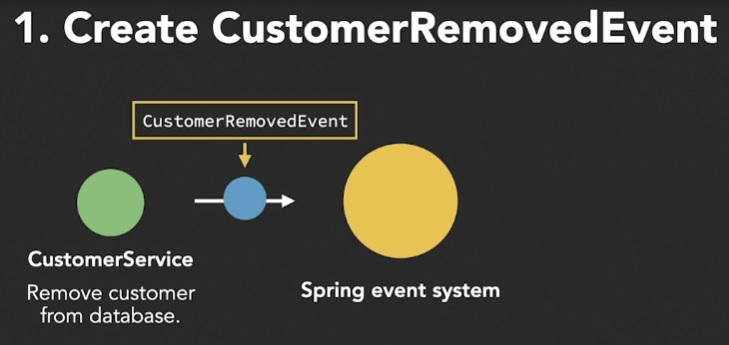 1. Create CustomerRemovedEvent
CustomerRemovedEvent
CustomerService
Remove customer
from database.
Spring event system